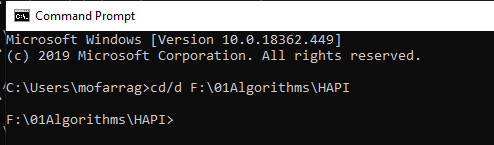 Command Prompt
Microsoft Windows [Version 10.0.18362.449]
(c) 2019 Microsoft Corporation. All rights reserved.
C:\Users\mofarrag>cd/d F:\01Algorithms\HAPI
F:\01Algorithms\HAPI>